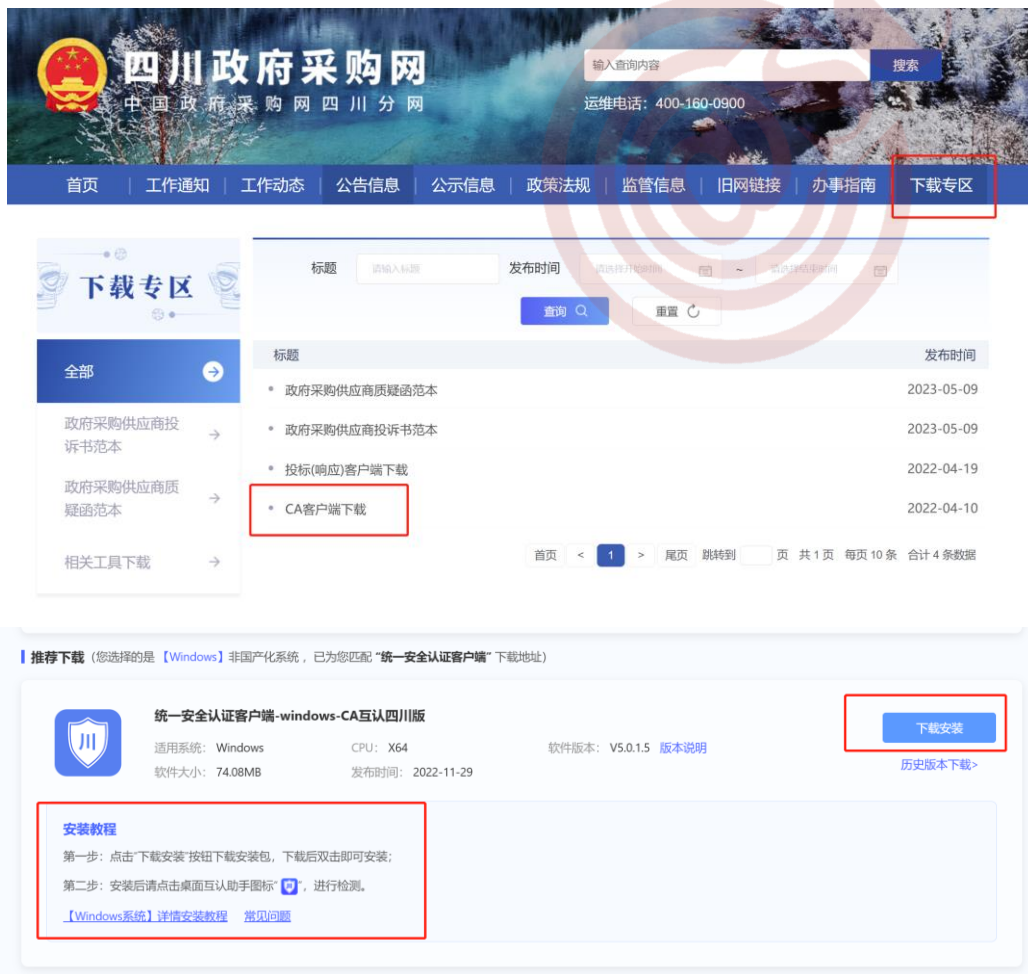 四川政府采购网
中国政府采购网四川分网
输入查询内容
搜索
运维电话：400-160-0900
首页 工作通知 工作动态 公告信息 公示信息 政策法规 监管信息 旧网链接 办事指南 下载专区
下载专区
标题 请输入标题 发布时间 请选择开始时间 ~ 请选择结束时间
查询 重置
全部
政府采购供应商投
诉书范本
政府采购供应商质
疑函范本
相关工具下载
标题 发布时间
政府采购供应商质疑函范本 2023-05-09
政府采购供应商投诉书范本 2023-05-09
投标(响应)客户端下载 2022-04-19
CA客户端下载 2022-04-10
首页 < 1 > 尾页 跳转到 页 共 1 页 每页 10 条 合计 4 条数据
推荐下载（您选择的是【Windows】非国产化系统，已为您匹配“统一安全认证客户端”下载地址）
川
统一安全认证客户端-windows-CA互认四川版
适用系统： Windows CPU： X64 软件版本： V5.0.1.5 版本说明
软件大小： 74.08MB 发布时间： 2022-11-29
下载安装
历史版本下载>
安装教程
第一步：点击“下载安装”按钮下载安装包，下载后双击即可安装；
第二步：安装后请点击桌面互认助手图标“川”，进行检测。
【Windows系统】详情安装教程 常见问题